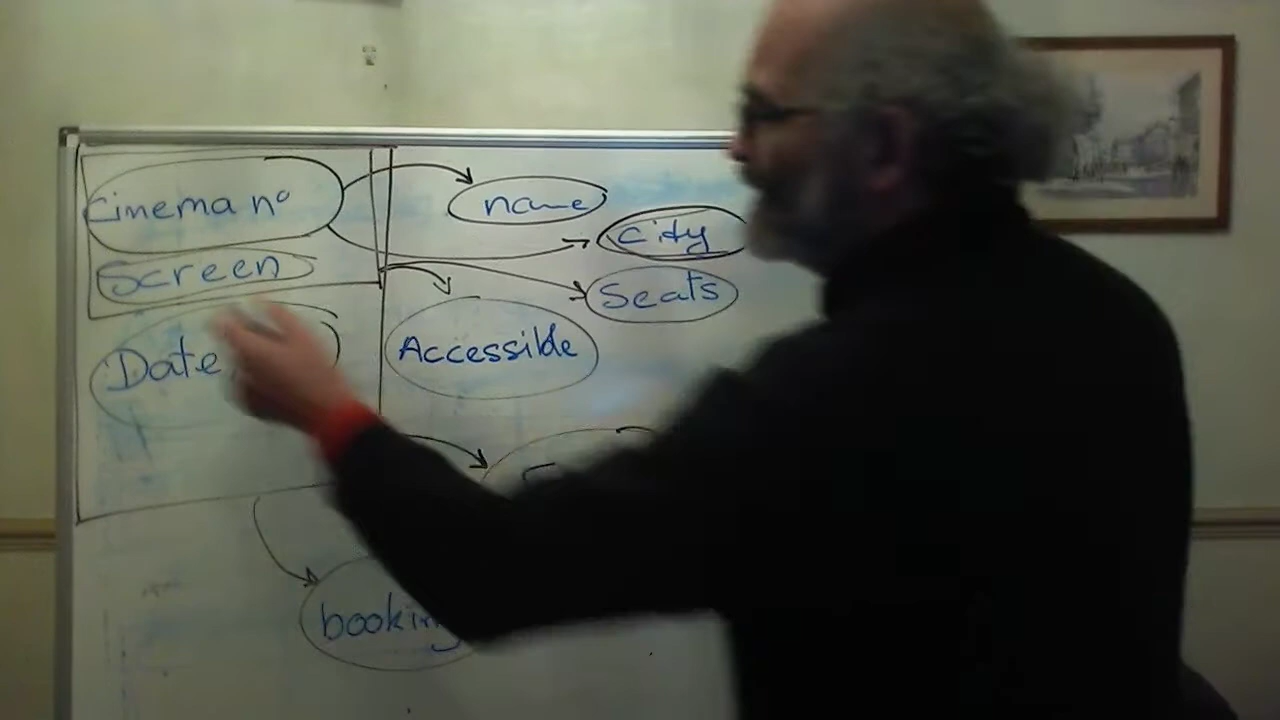 Cinema nº
name
City
Screen
Seats
Accessible
Date
booking